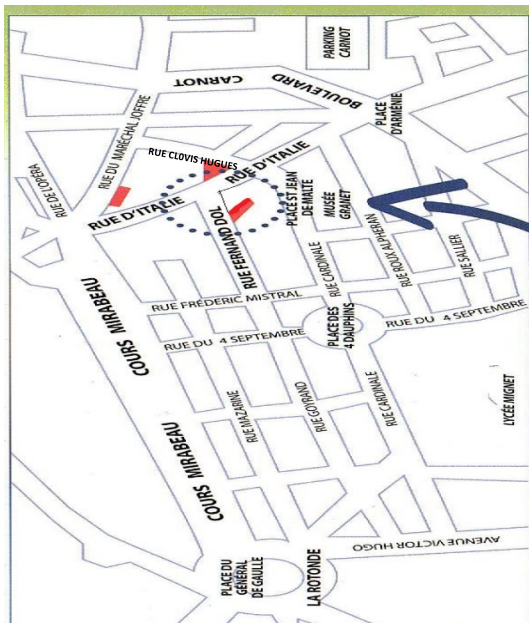 PARKING
CARNOT
BOULEVARD
CARNOT
PLACE
D'ARMÉNIE
RUE DU MARÉCHAL JOFFRE
RUE DE L'OPÉRA
RUE CLOVIS HUGUES
RUE D'ITALIE
RUE D'ITALIE
PLACE ST JEAN
DE MALTE
MUSÉE
GRANET
RUE FERNAND DOL
RUE CARDINALE
RUE ROUX ALPHERAN
RUE SALLIER
RUE FRÉDÉRIC MISTRAL
COURS MIRABEAU
RUE DU 4 SEPTEMBRE
PLACE DES
4 DAUPHINS
RUE DU 4 SEPTEMBRE
RUE MAZARINE
RUE GOYRAND
RUE CARDINALE
LYCÉE MIGNET
COURS MIRABEAU
AVENUE VICTOR HUGO
PLACE DU
GÉNÉRAL
DE GAULLE
LA ROTONDE